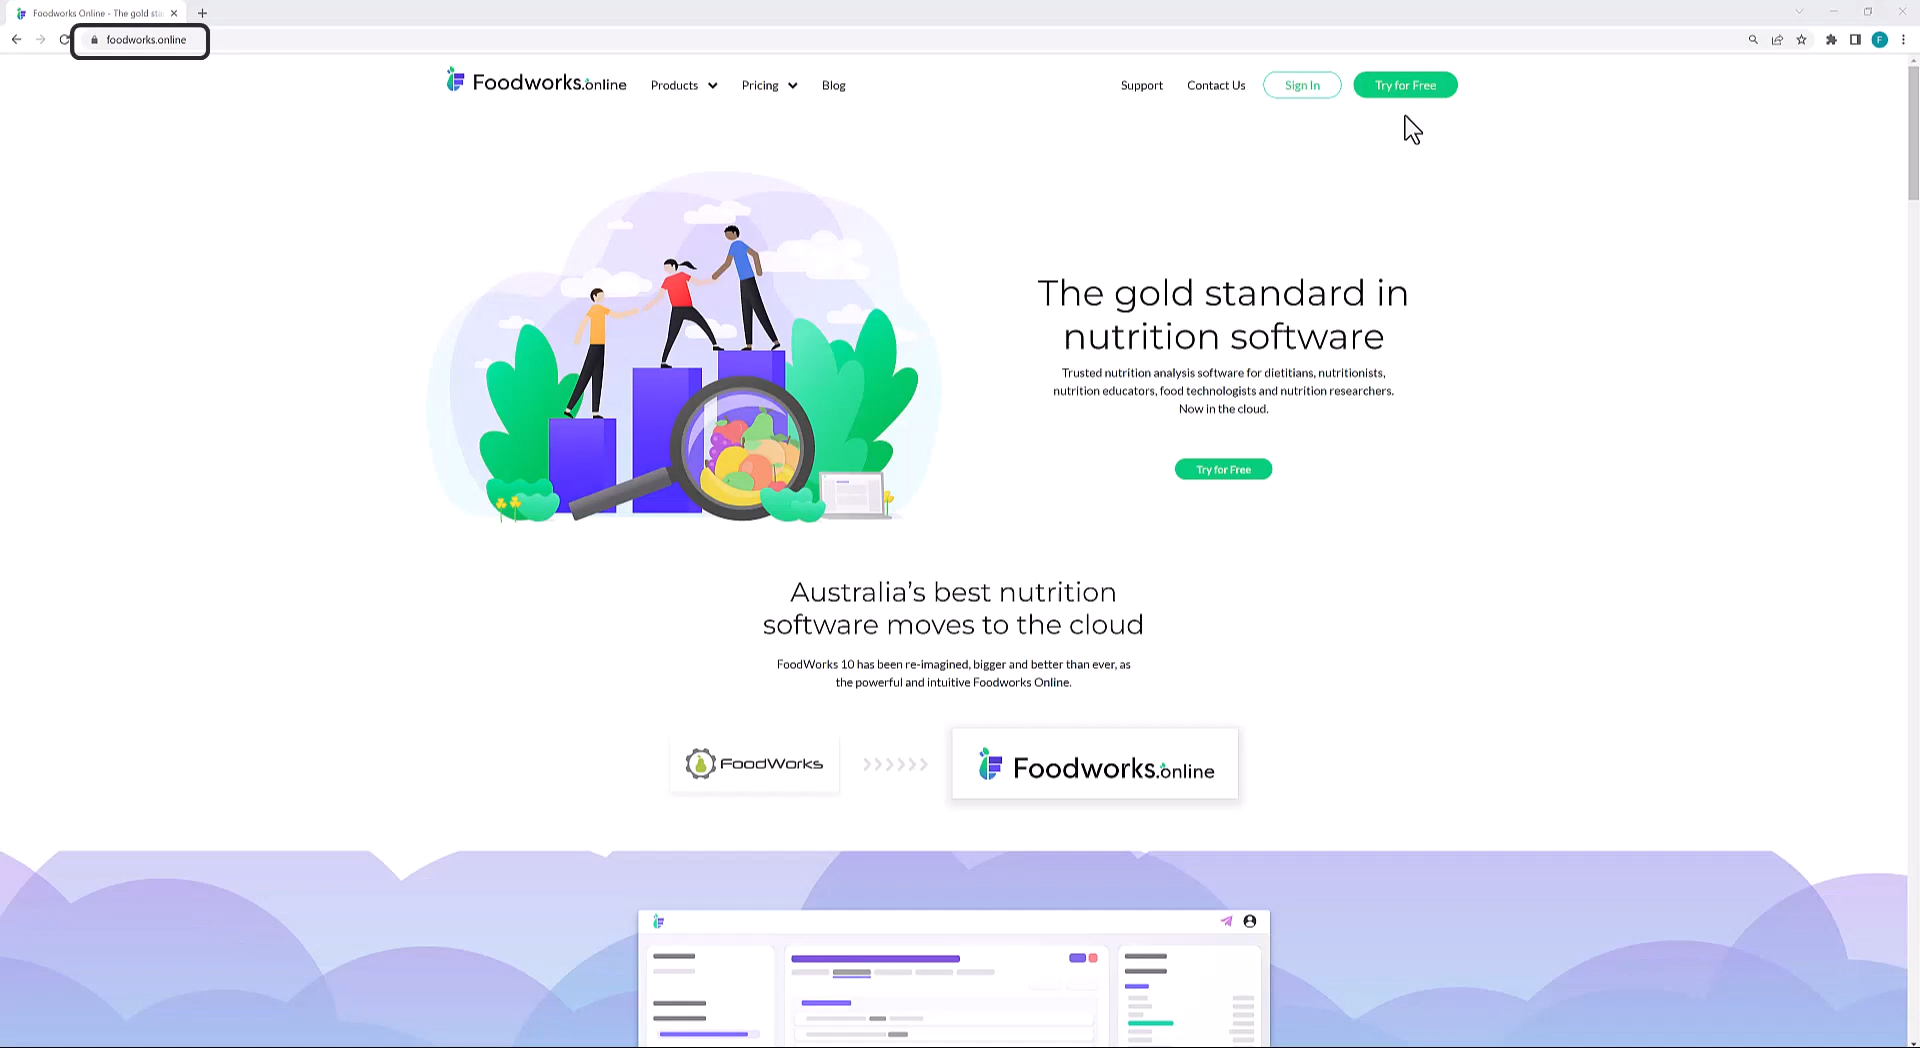 Foodworks Online - The gold sta
foodworks.online
F
Foodworks.online
Products
Pricing
Blog
Support
Contact Us
Sign In
Try for Free
The gold standard in
nutrition software
Trusted nutrition analysis software for dietitians, nutritionists,
nutrition educators, food technologists and nutrition researchers.
Now in the cloud.
Try for Free
Australia’s best nutrition
software moves to the cloud
FoodWorks 10 has been re-imagined, bigger and better than ever, as
the powerful and intuitive Foodworks Online.
FoodWorks
Foodworks.online